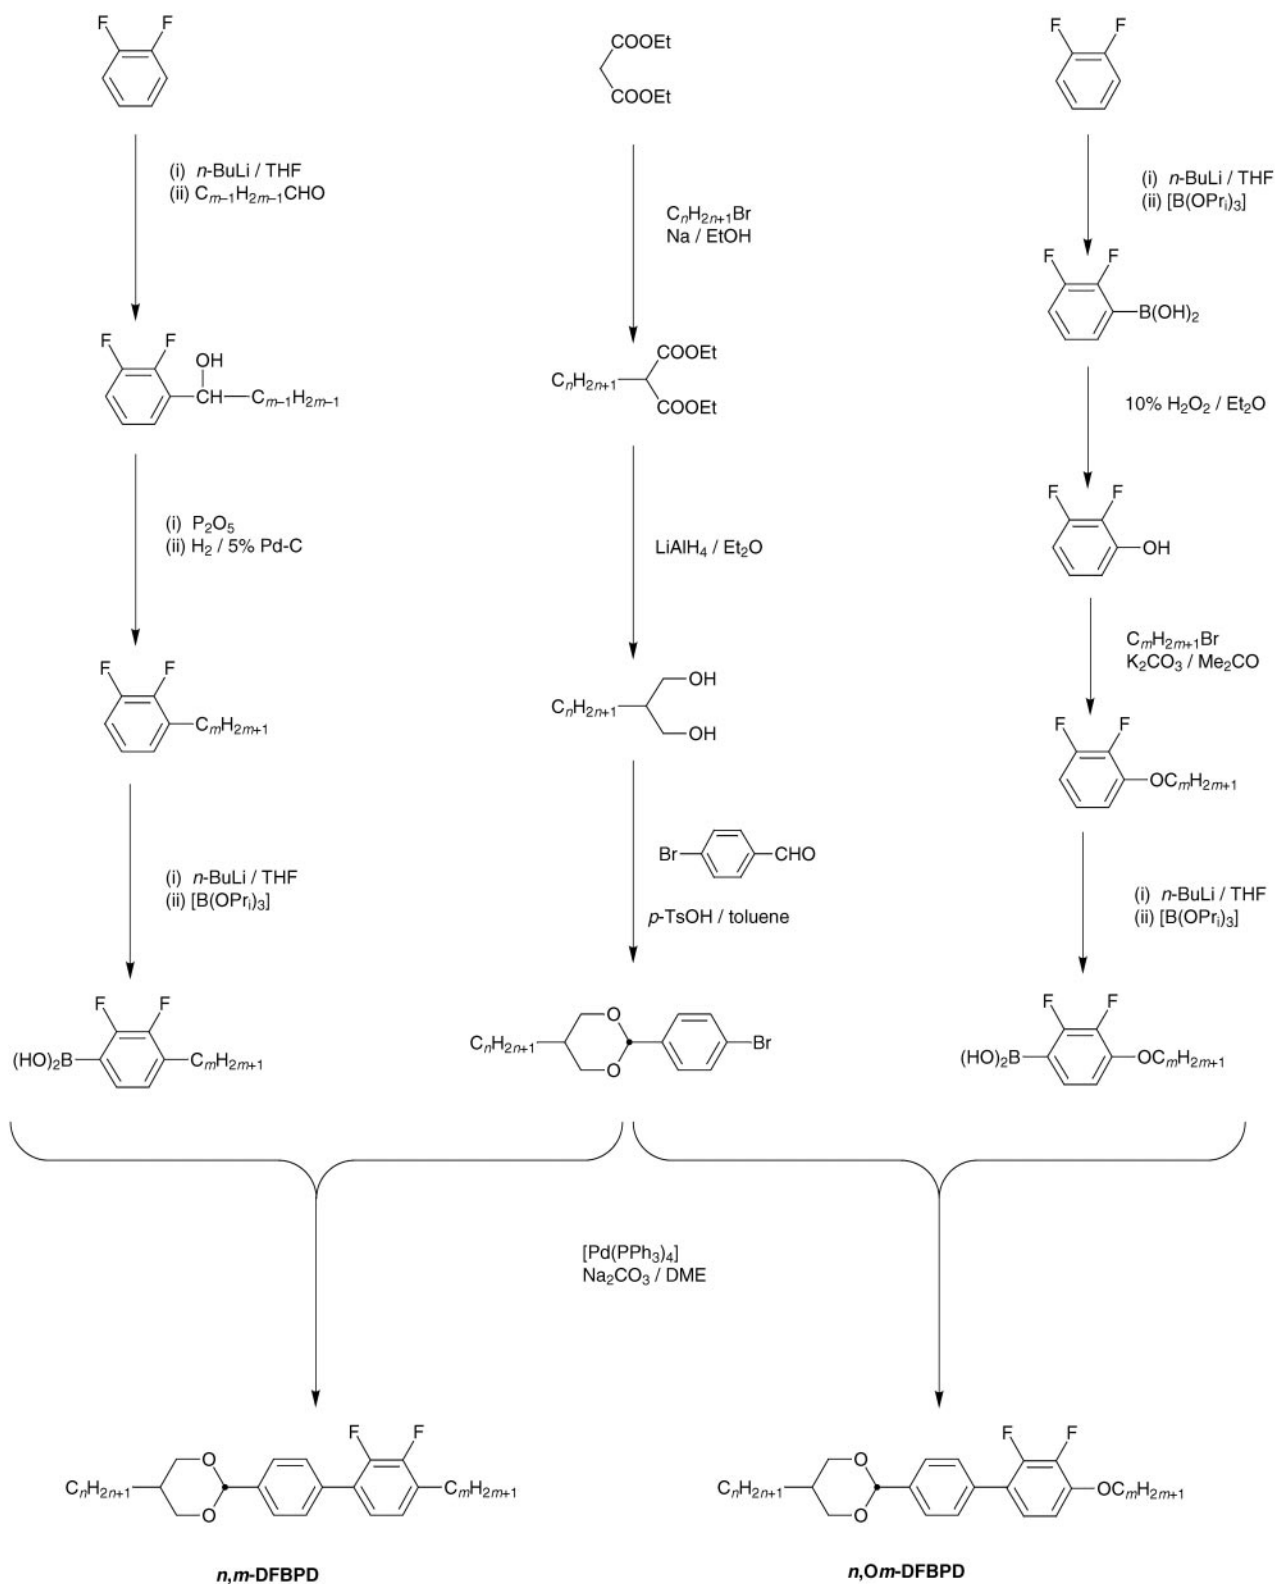 F
F
(i) n-BuLi / THF
(ii) Cₘ₋₁H₂ₘ₋₁CHO
F
F
OH
CH
Cₘ₋₁H₂ₘ₋₁
(i) P₂O₅
(ii) H₂ / 5% Pd-C
F
F
CₘH₂ₘ₊₁
(i) n-BuLi / THF
(ii) [B(OPrᵢ)₃]
F
F
(HO)₂B
CₘH₂ₘ₊₁
COOEt
COOEt
CₙH₂ₙ₊₁Br
Na / EtOH
COOEt
CₙH₂ₙ₊₁
COOEt
LiAlH₄ / Et₂O
OH
CₙH₂ₙ₊₁
OH
Br
CHO
p-TsOH / toluene
O
CₙH₂ₙ₊₁
Br
O
F
F
(i) n-BuLi / THF
(ii) [B(OPrᵢ)₃]
F
F
B(OH)₂
10% H₂O₂ / Et₂O
F
F
OH
CₘH₂ₘ₊₁Br
K₂CO₃ / Me₂CO
F
F
OCₘH₂ₘ₊₁
(i) n-BuLi / THF
(ii) [B(OPrᵢ)₃]
F
F
(HO)₂B
OCₘH₂ₘ₊₁
[Pd(PPh₃)₄]
Na₂CO₃ / DME
F
F
O
CₙH₂ₙ₊₁
CₘH₂ₘ₊₁
O
n,m-DFBPD
F
F
O
CₙH₂ₙ₊₁
OCₘH₂ₘ₊₁
O
n,Om-DFBPD